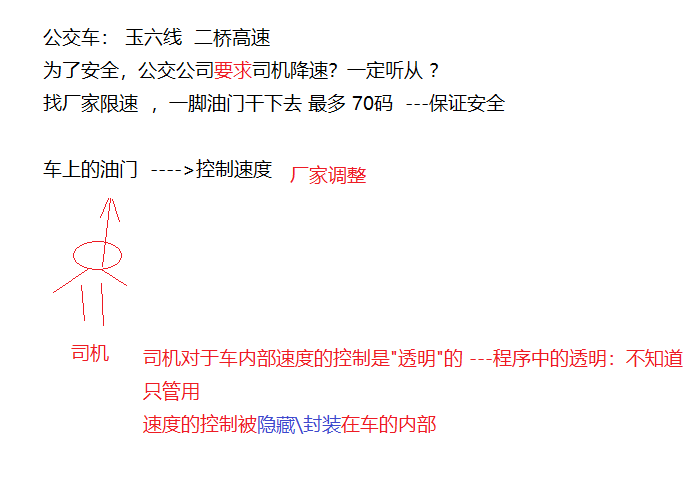 公交车： 玉六线  二桥高速
为了安全，公交公司要求司机降速？一定听从 ？
找厂家限速 ，一脚油门干下去 最多 70码  ---保证安全
车上的油门  ---->控制速度  厂家调整
司机
司机对于车内部速度的控制是"透明"的 ---程序中的透明：不知道
只管用
速度的控制被隐藏\封装在车的内部